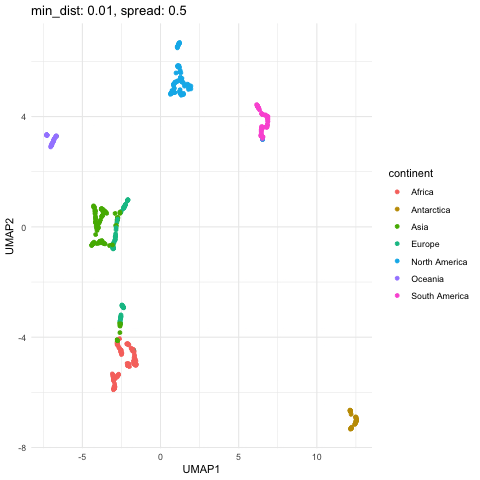 min_dist: 0.01, spread: 0.5
4
0
-4
-8
UMAP2
-5
0
5
10
UMAP1
continent
Africa
Antarctica
Asia
Europe
North America
Oceania
South America